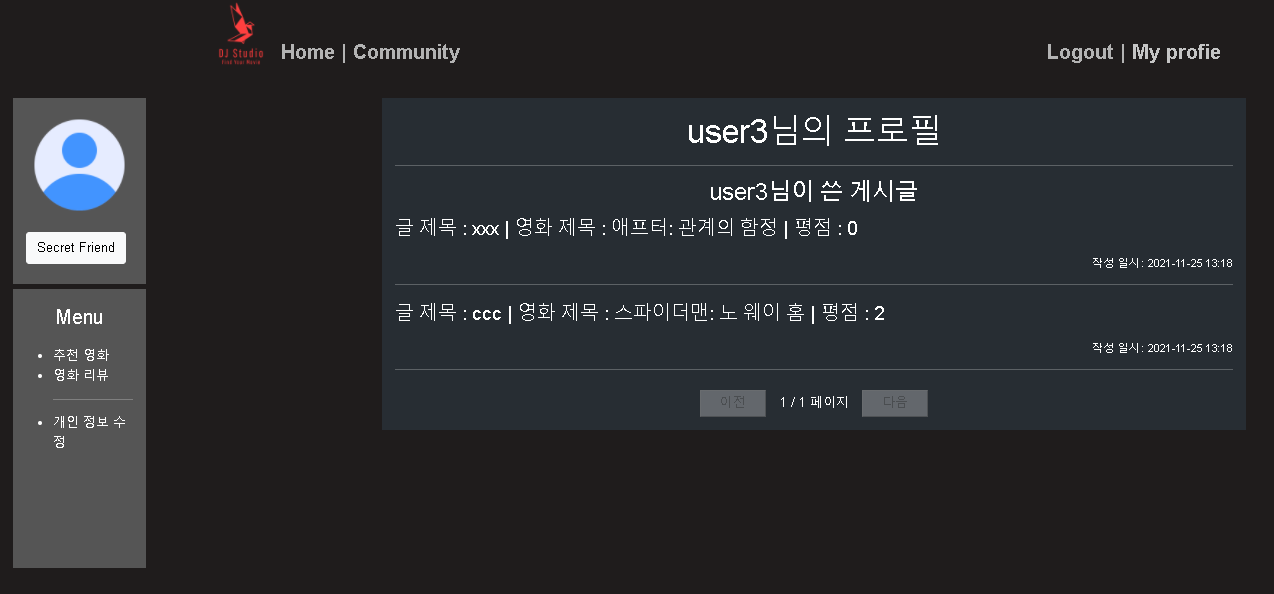 DJ Studio
Find Your Movie
Home | Community
Logout | My profie
Secret Friend
Menu
추천 영화
영화 리뷰
개인 정보 수
정
user3님의 프로필
user3님이 쓴 게시글
글 제목 : xxx | 영화 제목 : 애프터: 관계의 함정 | 평점 : 0
작성 일시: 2021-11-25 13:18
글 제목 : ccc | 영화 제목 : 스파이더맨: 노 웨이 홈 | 평점 : 2
작성 일시: 2021-11-25 13:18
이전 1 / 1 페이지 다음